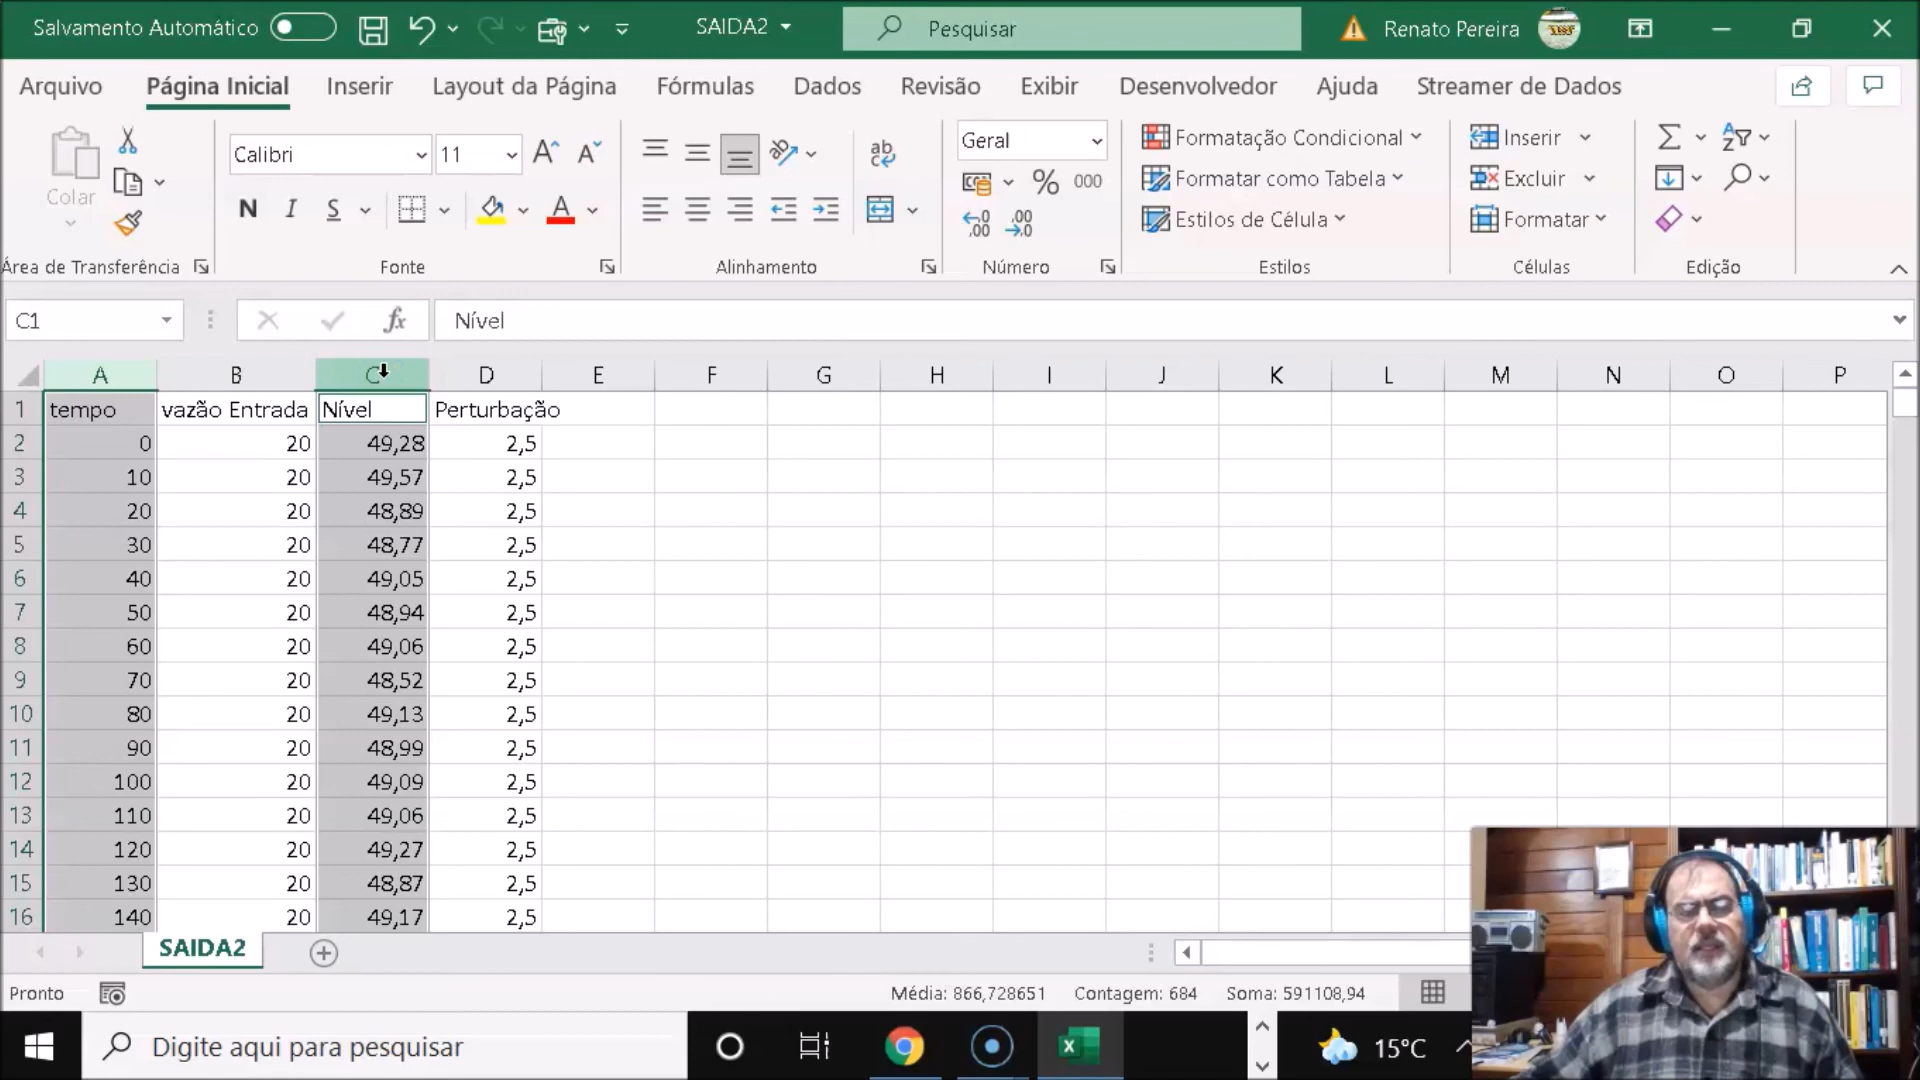 Salvamento Automático SAIDA2 Pesquisar Renato Pereira
Arquivo Página Inicial Inserir Layout da Página Fórmulas Dados Revisão Exibir Desenvolvedor Ajuda Streamer de Dados
Colar
Calibri 11
N I S
ab
Geral
% 000
Formatação Condicional
Formatar como Tabela
Estilos de Célula
Inserir
Excluir
Formatar
Área de Transferência Fonte Alinhamento Número Estilos Células Edição
C1 fx Nível
A B C D E F G H I J K L M N O P
1 tempo vazão Entrada Nível Perturbação
2 0 20 49,28 2,5
3 10 20 49,57 2,5
4 20 20 48,89 2,5
5 30 20 48,77 2,5
6 40 20 49,05 2,5
7 50 20 48,94 2,5
8 60 20 49,06 2,5
9 70 20 48,52 2,5
10 80 20 49,13 2,5
11 90 20 48,99 2,5
12 100 20 49,09 2,5
13 110 20 49,06 2,5
14 120 20 49,27 2,5
15 130 20 48,87 2,5
16 140 20 49,17 2,5
SAIDA2
Pronto Média: 866,728651 Contagem: 684 Soma: 591108,94
Digite aqui para pesquisar 15°C